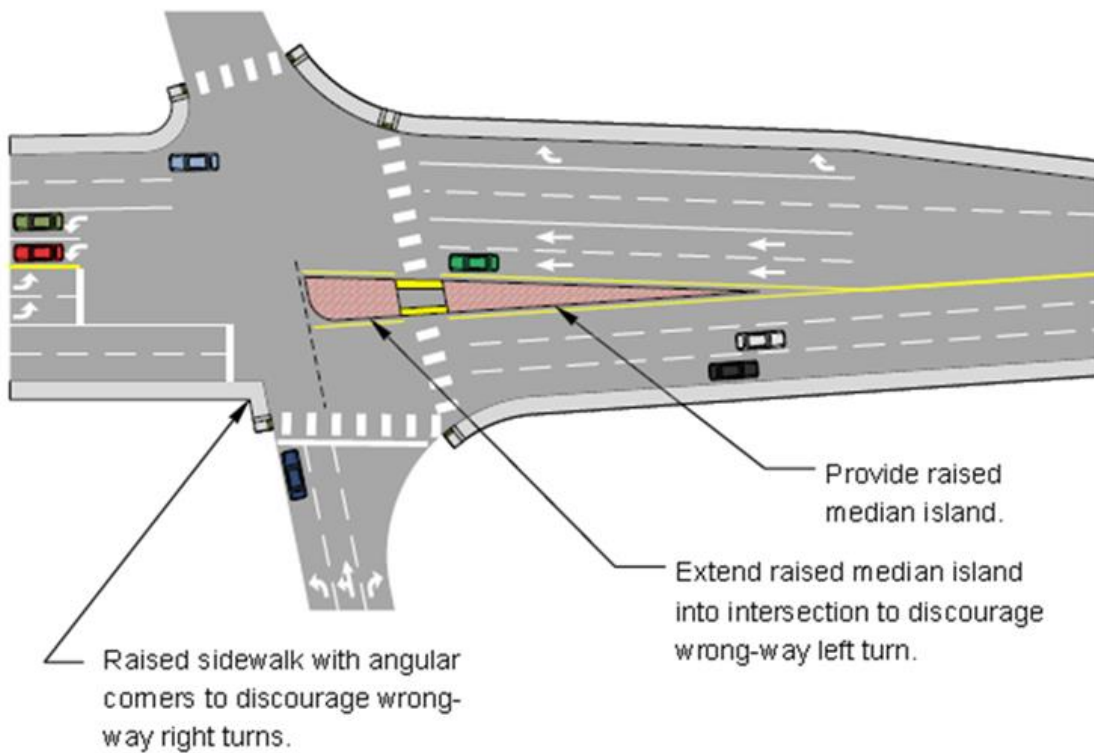 Provide raised
median island.
Extend raised median island
into intersection to discourage
wrong-way left turn.
Raised sidewalk with angular
corners to discourage wrong-
way right turns.